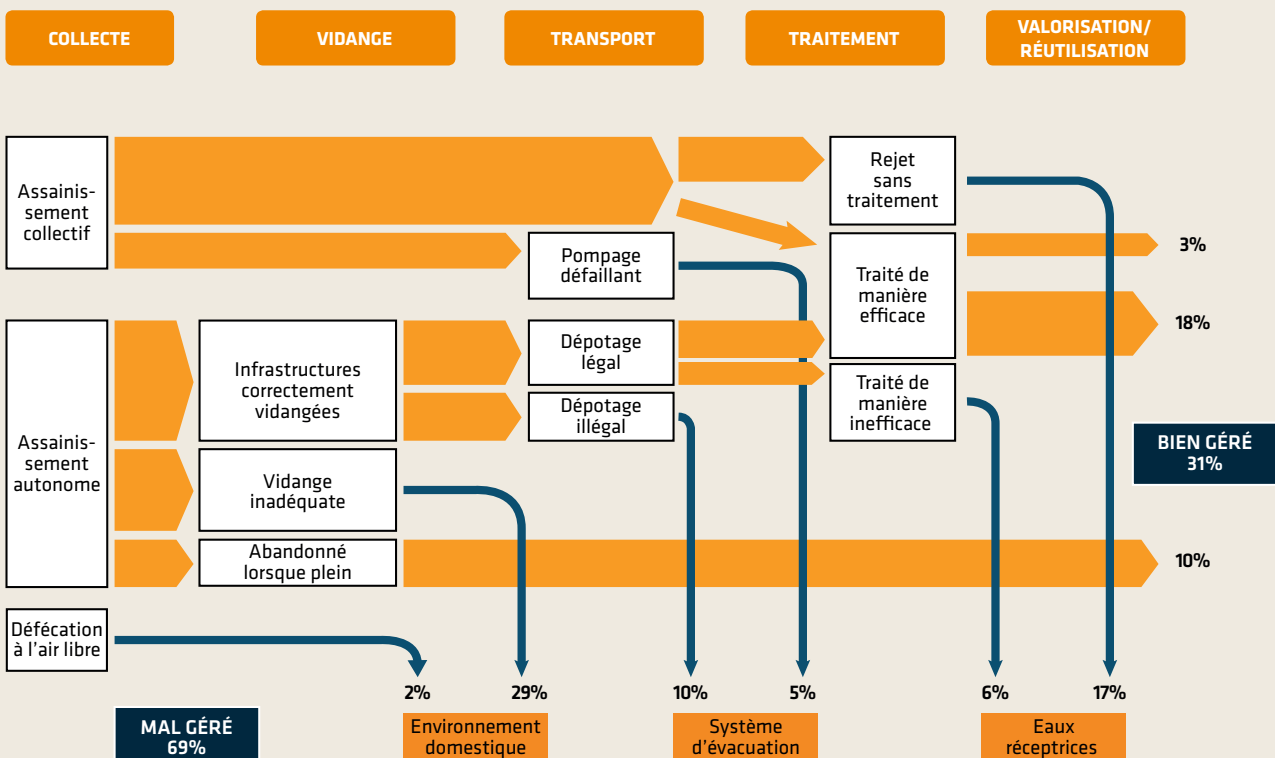 COLLECTE
VIDANGE
TRANSPORT
TRAITEMENT
VALORISATION/
RÉUTILISATION
Assainis-
sement
collectif
Rejet
sans
traitement
Pompage
défaillant
Traité de
manière
efficace
3%
18%
Assainis-
sement
autonome
Infrastructures
correctement
vidangées
Dépotage
légal
Dépotage
illégal
Traité de
manière
inefficace
BIEN GÉRÉ
31%
Vidange
inadéquate
Abandonné
lorsque plein
10%
Défécation
à l'air libre
2%
29%
10%
5%
6%
17%
MAL GÉRÉ
69%
Environnement
domestique
Système
d'évacuation
Eaux
réceptrices